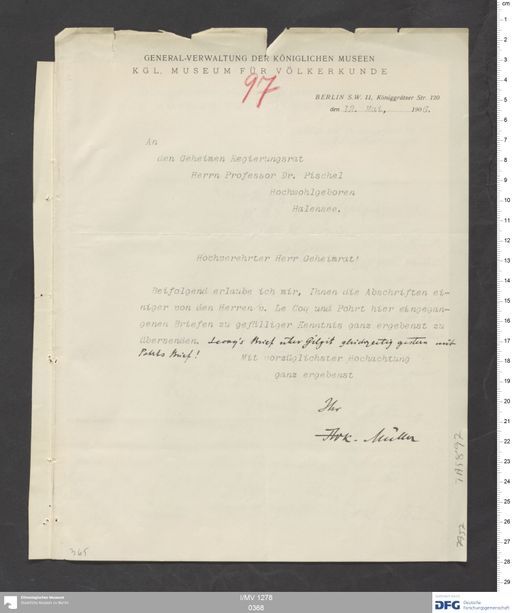 GENERAL-VERWALTUNG DER KÖNIGLICHEN MUSEEN
KGL. MUSEUM FÜR VÖLKERKUNDE
97
BERLIN S.W. 11, Königgrätzer Str. 120
den 19. Mai, 1906.
An
den Geheimen Regierungsrat
Herrn Professor Dr. Pischel
Hochwohlgeboren
Halensee.
Hochverehrter Herr Geheimrat!
Beifolgend erlaube ich mir, Ihnen die Abschriften ei-
niger von den Herren v. Le Coq und Pohrt hier eingegan-
genen Briefen zu gefälliger Kenntnis ganz ergebenst zu
übersenden. Brief über Gilgit gleichzeitig gestern mit
Brief!
Mit vorzüglichster Hochachtung
ganz ergebenst
Ihr
Müller
365
I/MV 1278
0368
Ethnologisches Museum
Staatliche Museen zu Berlin
DFG Deutsche
Forschungsgemeinschaft